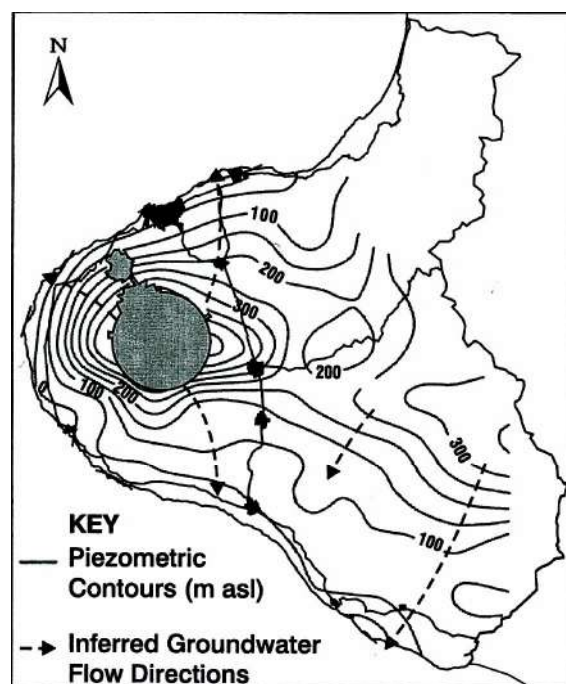 N
100
200
300
200
100
200
0
300
100
KEY
Piezometric
Contours (m asl)
Inferred Groundwater
Flow Directions